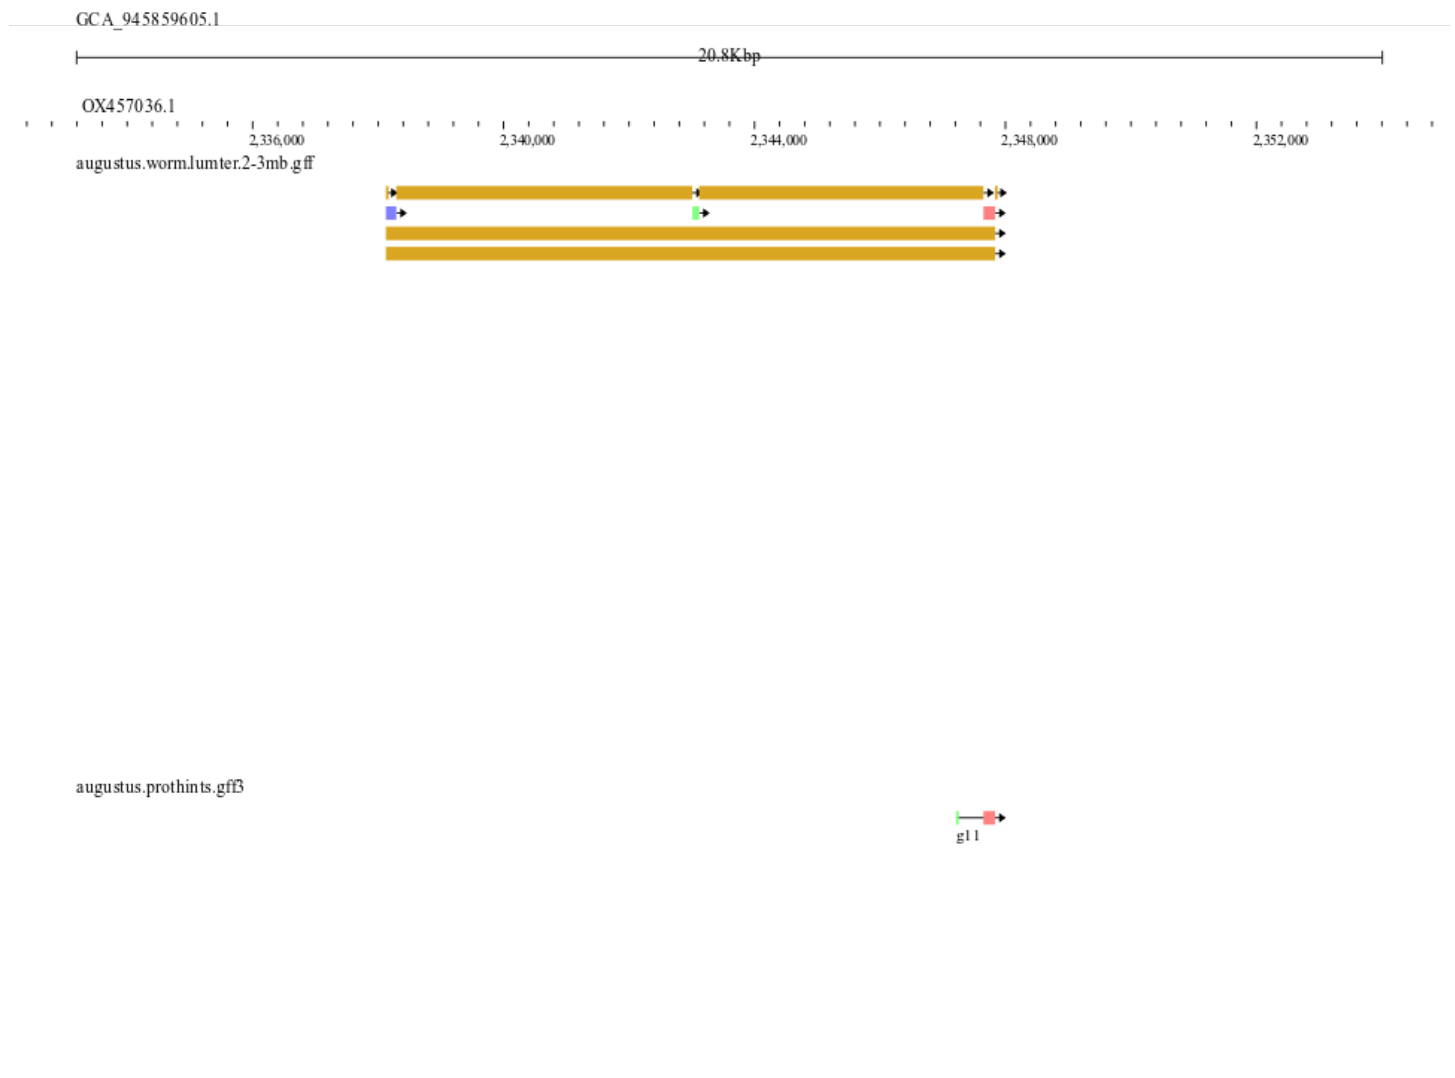 GCA_945859605.1
20.8Kbp
OX457036.1
2,336,000 2,340,000 2,344,000 2,348,000 2,352,000
augustus.worm.lumter.2-3mb.gff
augustus.prothints.gff3
g11